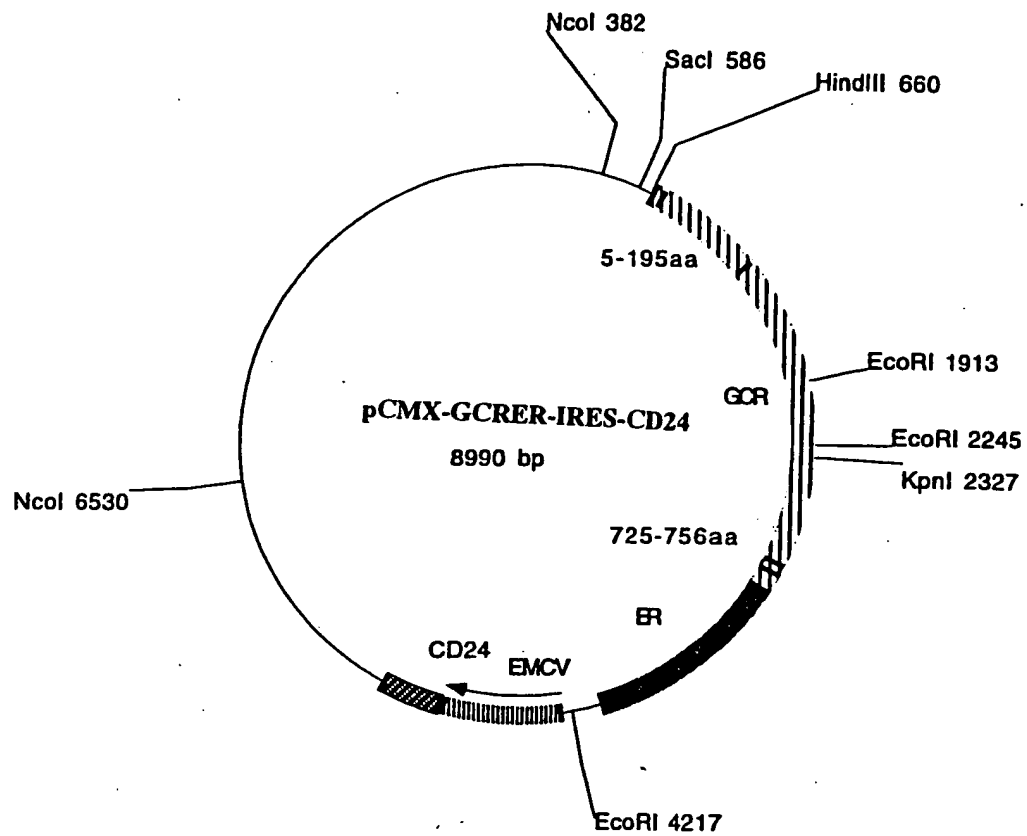 NcoI 382
SacI 586
HindIII 660
5-195aa
EcoRI 1913
GCR
pCMX-GCRER-IRES-CD24
EcoRI 2245
8990 bp
KpnI 2327
NcoI 6530
725-756aa
ER
CD24
EMCV
EcoRI 4217